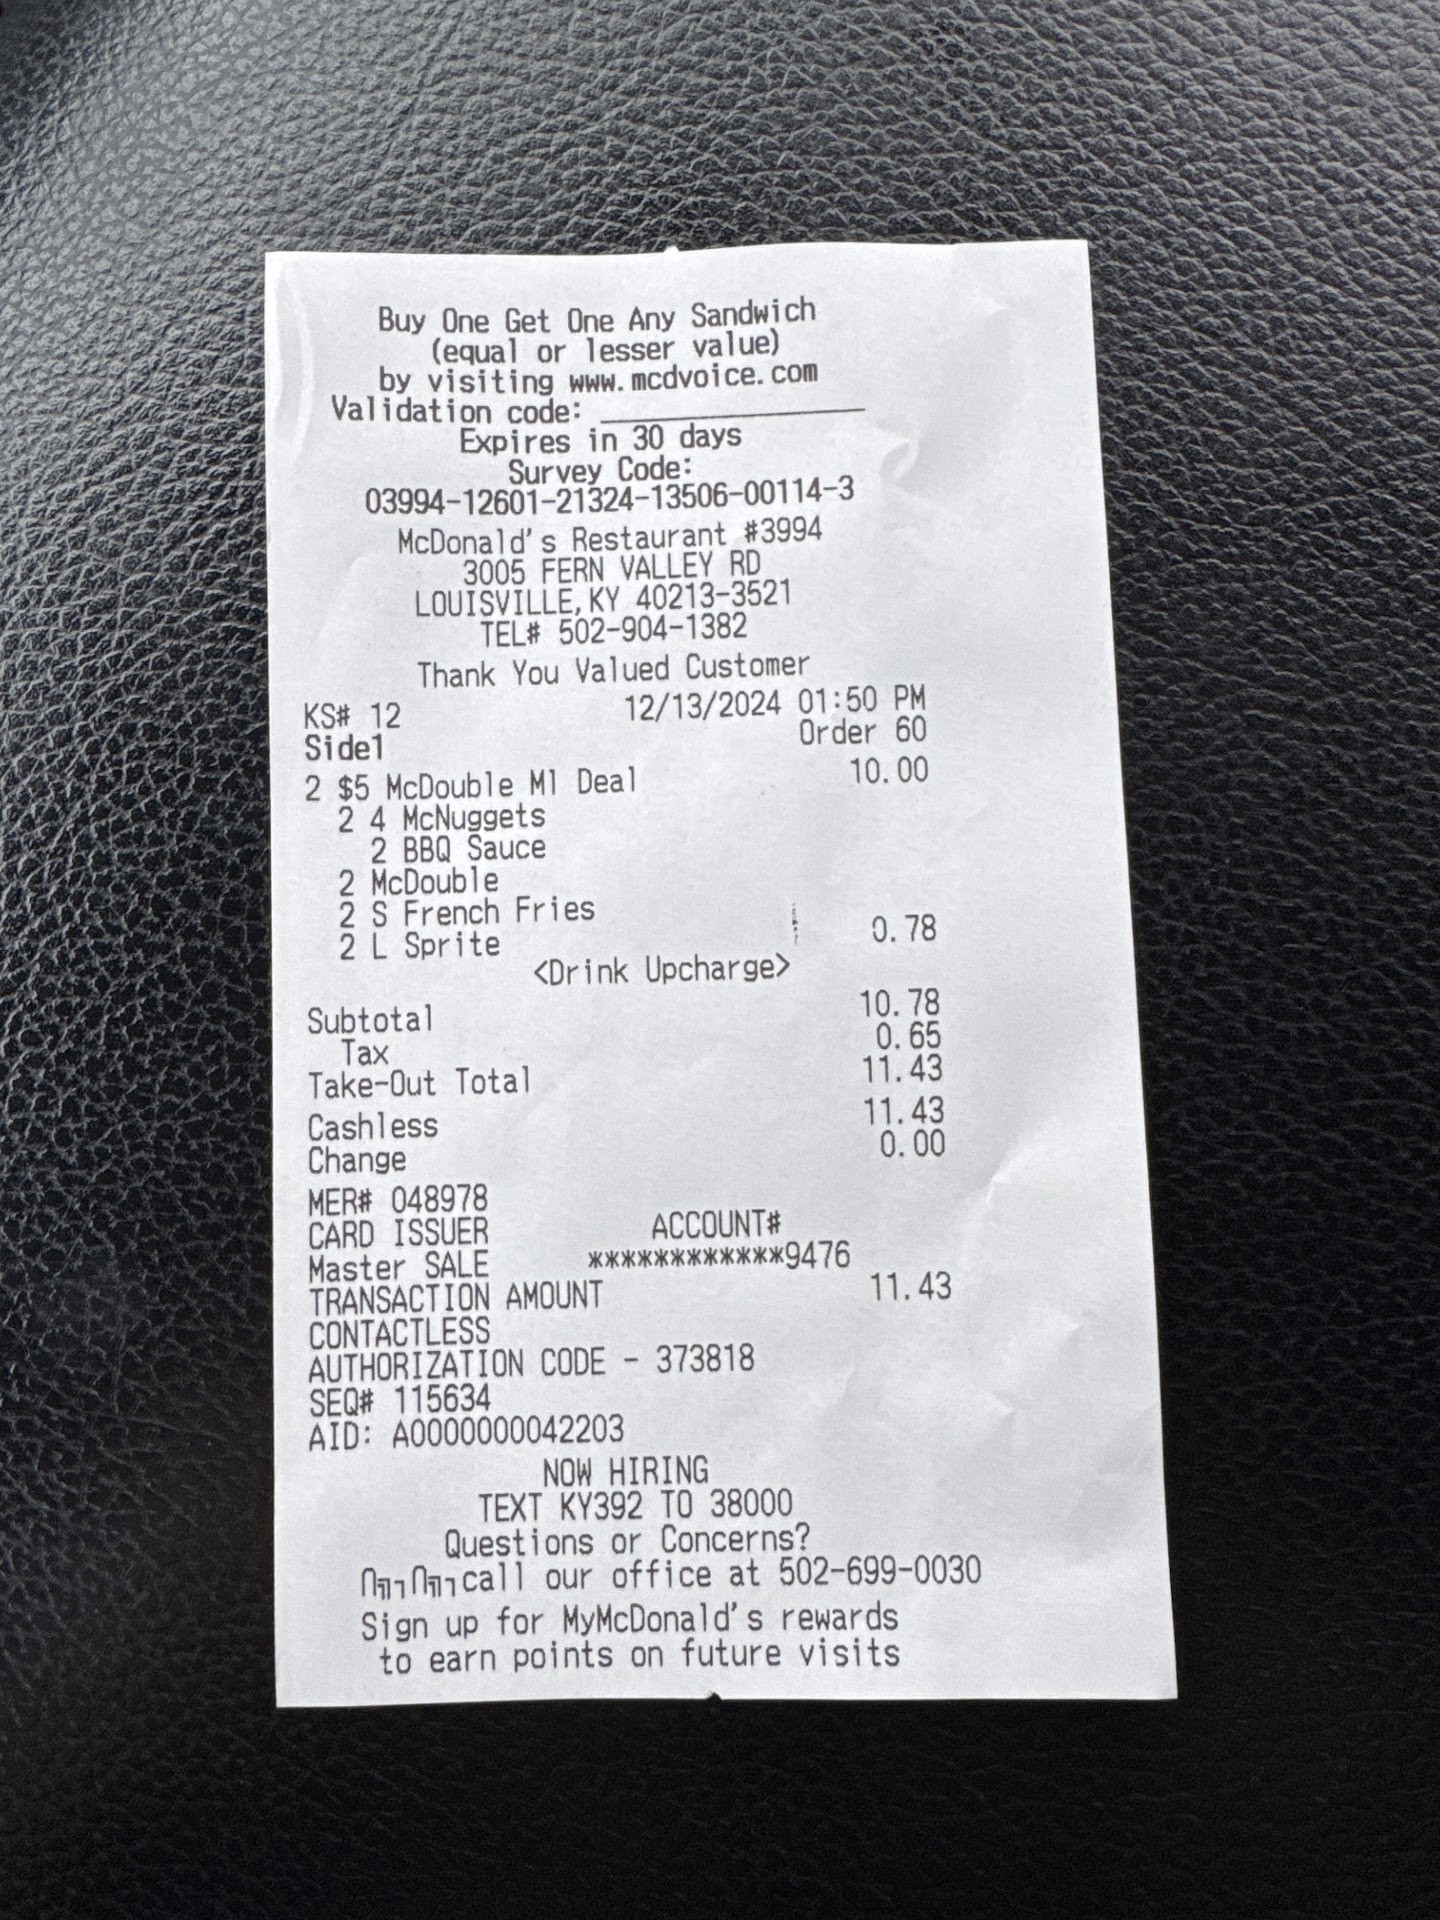 Buy One Get One Any Sandwich
(equal or lesser value)
by visiting www.mcdvoice.com
Validation code:
Expires in 30 days
Survey Code:
03994-12601-21324-13506-00114-3
McDonald's Restaurant #3994
3005 FERN VALLEY RD
LOUISVILLE, KY 40213-3521
TEL# 502-904-1382
Thank You Valued Customer
KS# 12 12/13/2024 01:50 PM
Side1 Order 60
2 $5 McDouble Ml Deal 10.00
2 4 McNuggets
2 BBQ Sauce
2 McDouble
2 S French Fries
2 L Sprite 0.78
<Drink Upcharge>
Subtotal 10.78
Tax 0.65
Take-Out Total 11.43
Cashless 11.43
Change 0.00
MER# 048978
CARD ISSUER ACCOUNT#
Master SALE ************9476
TRANSACTION AMOUNT 11.43
CONTACTLESS
AUTHORIZATION CODE - 373818
SEQ# 115634
AID: A0000000042203
NOW HIRING
TEXT KY392 TO 38000
Questions or Concerns?
call our office at 502-699-0030
Sign up for MyMcDonald's rewards
to earn points on future visits